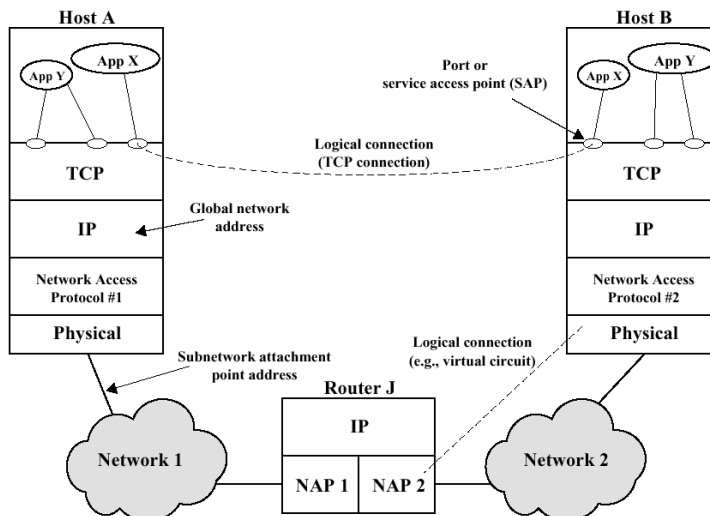 Host A
Host B
App X
App Y
Port or
service access point (SAP)
App X
App Y
Logical connection
(TCP connection)
TCP
TCP
Global network
address
IP
IP
Network Access
Protocol #1
Network Access
Protocol #2
Physical
Logical connection
(e.g., virtual circuit)
Physical
Subnetwork attachment
point address
Router J
IP
Network 1
NAP 1
NAP 2
Network 2